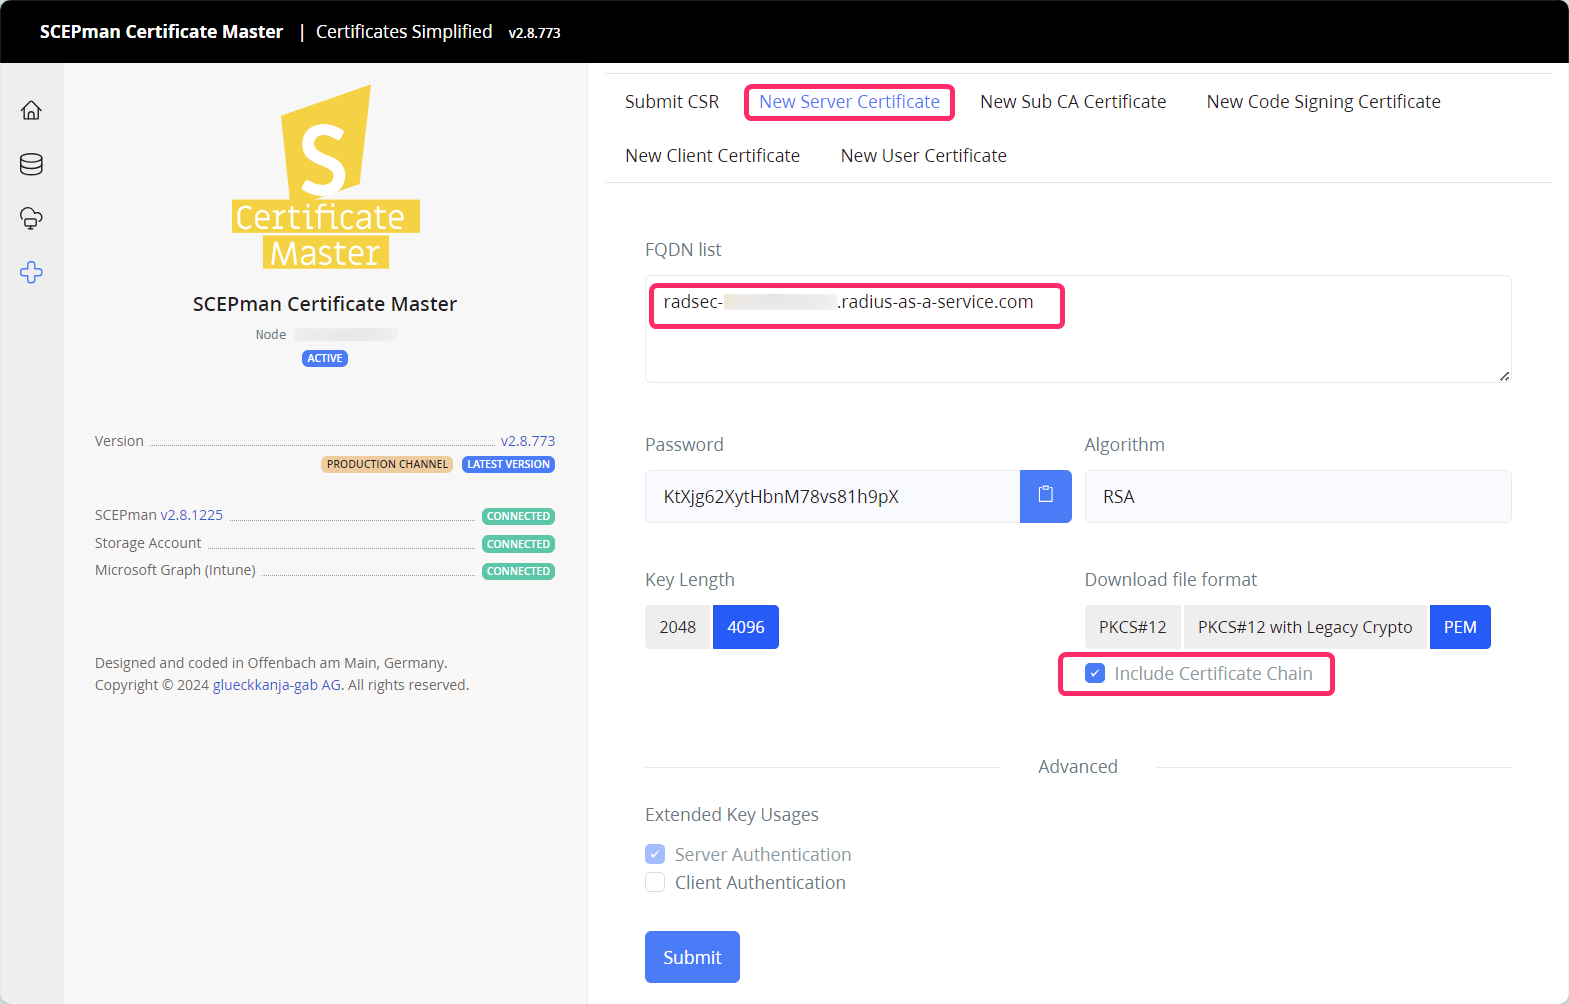 SCEPman Certificate Master | Certificates Simplified v2.8.773
S
Certificate
Master
SCEPman Certificate Master
Node
ACTIVE
Version v2.8.773
PRODUCTION CHANNEL LATEST VERSION
SCEPman v2.8.1225 CONNECTED
Storage Account CONNECTED
Microsoft Graph (Intune) CONNECTED
Designed and coded in Offenbach am Main, Germany.
Copyright © 2024 glueckkanja-gab AG. All rights reserved.
Submit CSR New Server Certificate New Sub CA Certificate New Code Signing Certificate
New Client Certificate New User Certificate
FQDN list
radsec- .radius-as-a-service.com
Password Algorithm
KtXjg62XytHbnM78vs81h9pX RSA
Key Length Download file format
2048 4096 PKCS#12 PKCS#12 with Legacy Crypto PEM
Include Certificate Chain
Advanced
Extended Key Usages
Server Authentication
Client Authentication
Submit